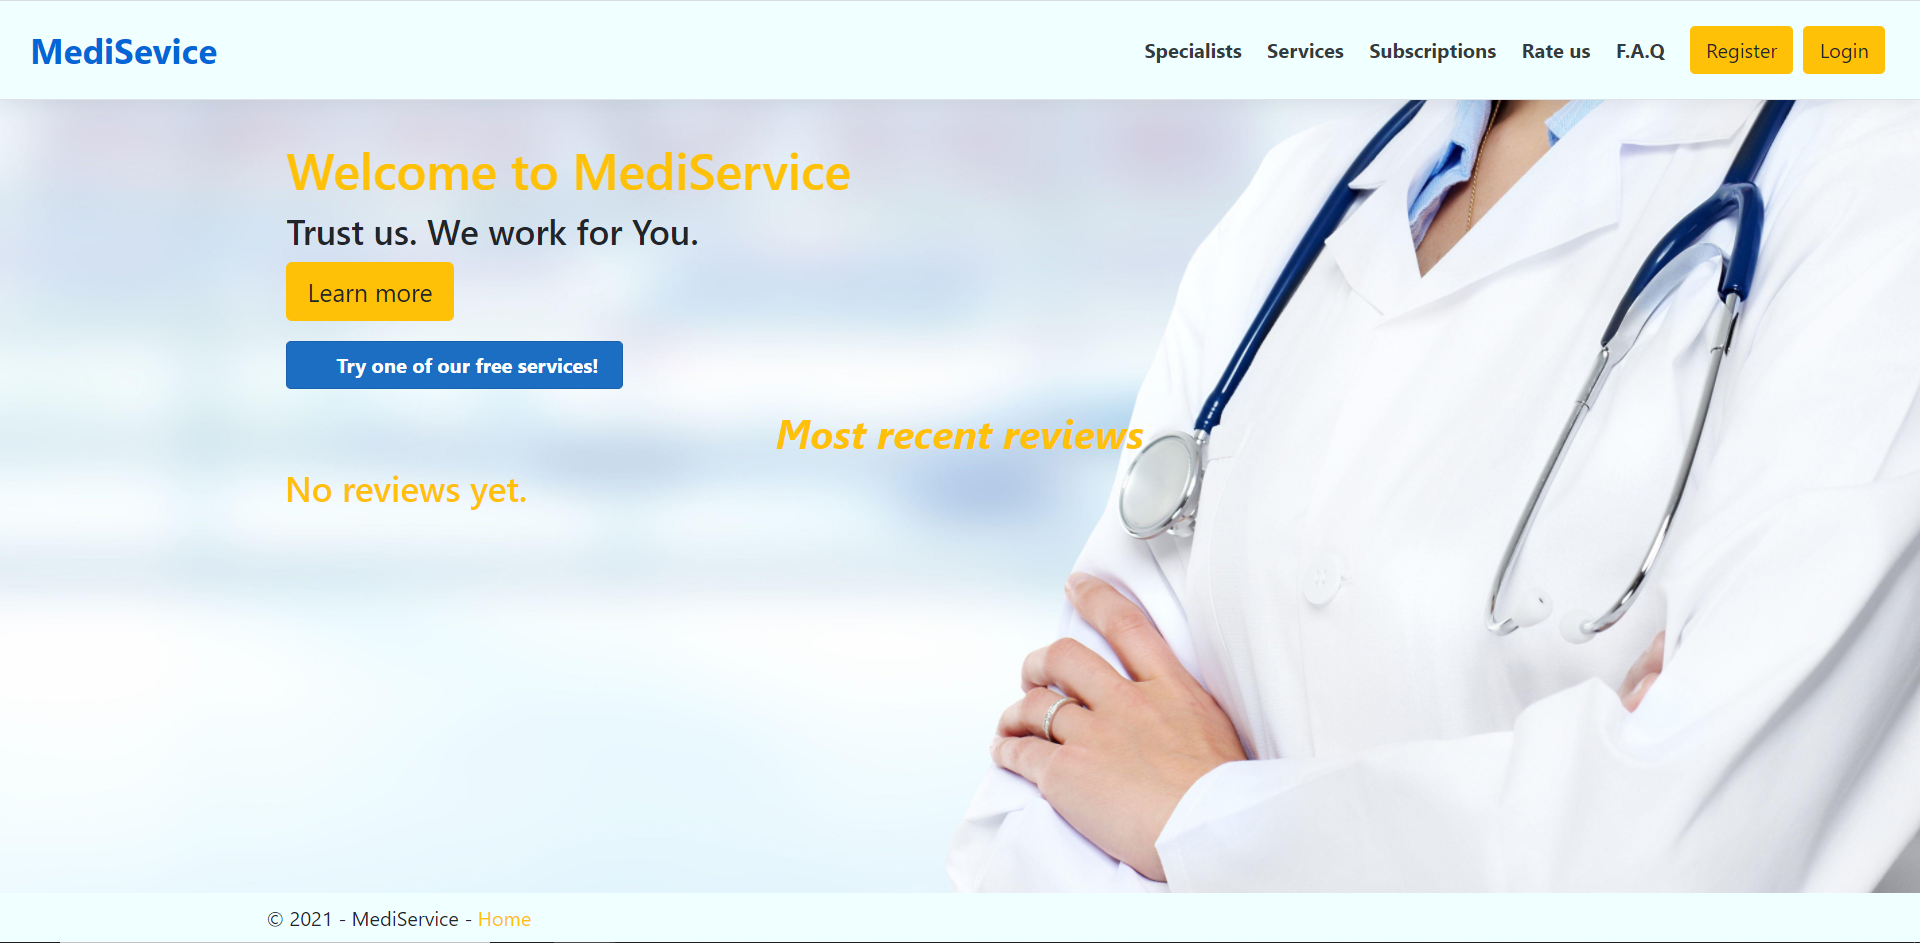 MediSevice
Specialists Services Subscriptions Rate us F.A.Q Register Login
Welcome to MediService
Trust us. We work for You.
Learn more
Try one of our free services!
Most recent reviews
No reviews yet.
© 2021 - MediService - Home